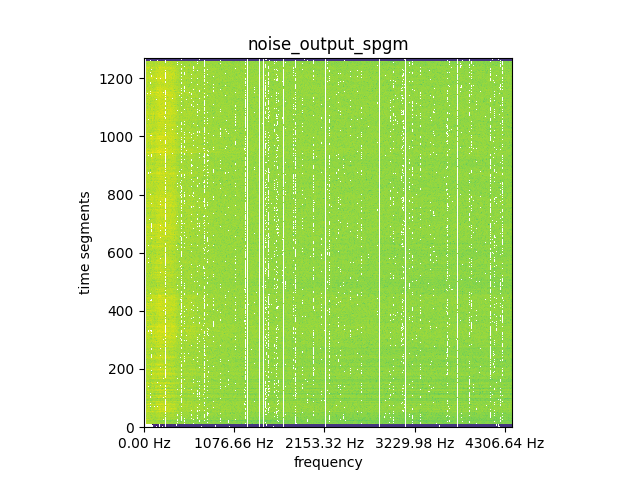 noise_output_spgm
1200
1000
800
600
400
200
0
time segments
0.00 Hz 1076.66 Hz 2153.32 Hz 3229.98 Hz 4306.64 Hz
frequency